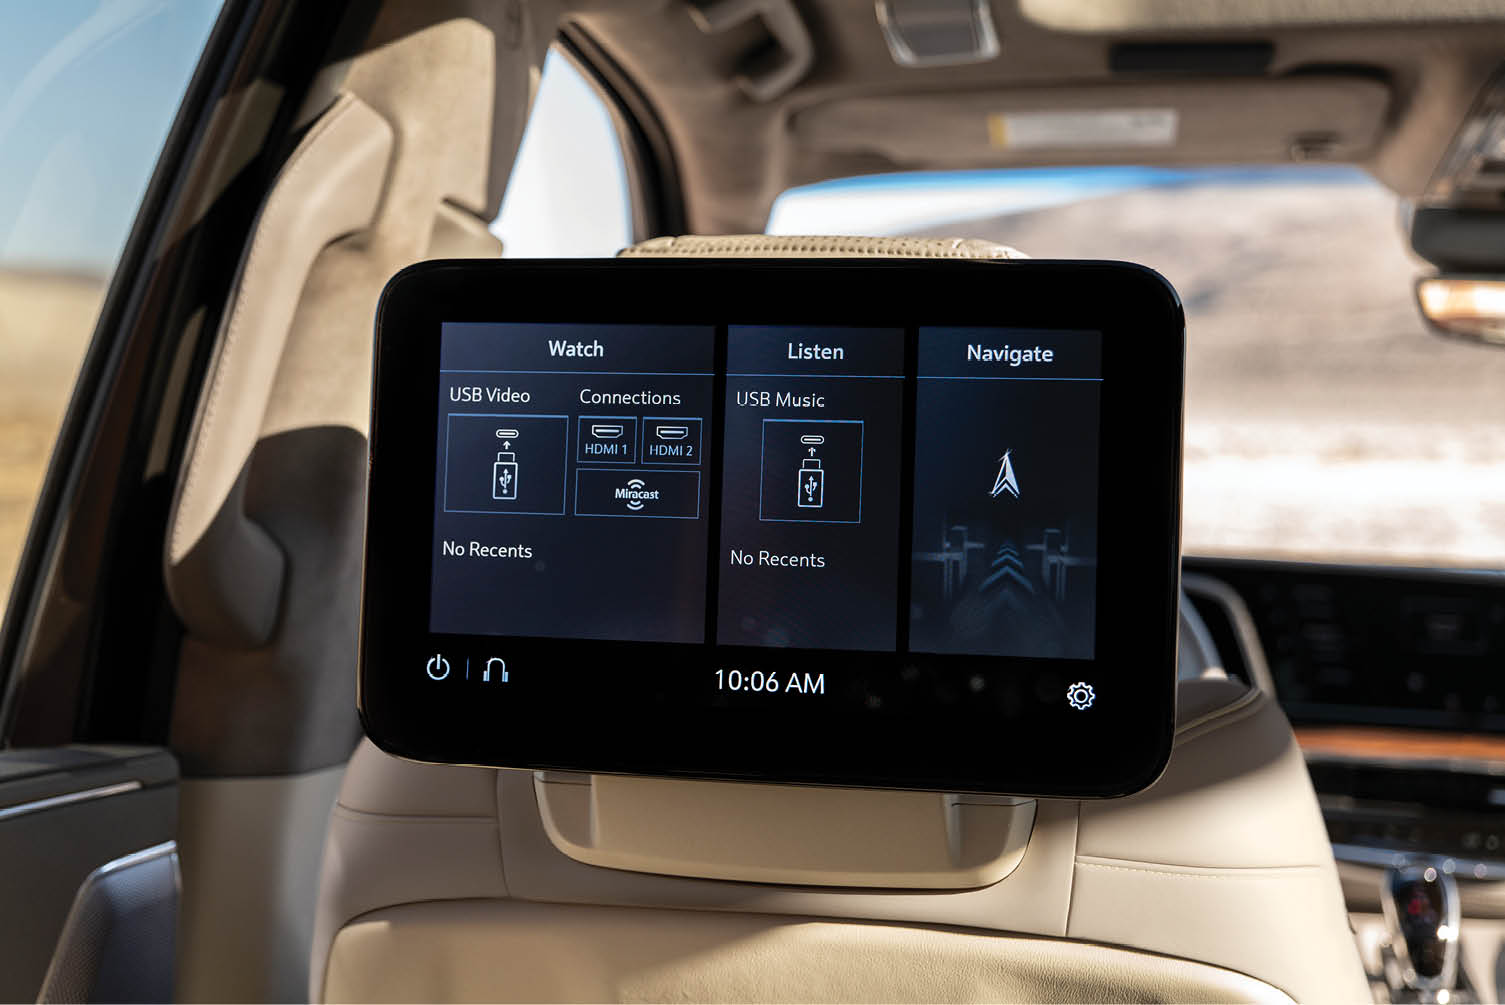 Watch
USB Video
Connections
HDMI 1
HDMI 2
Miracast
No Recents
Listen
USB Music
No Recents
Navigate
10:06 AM